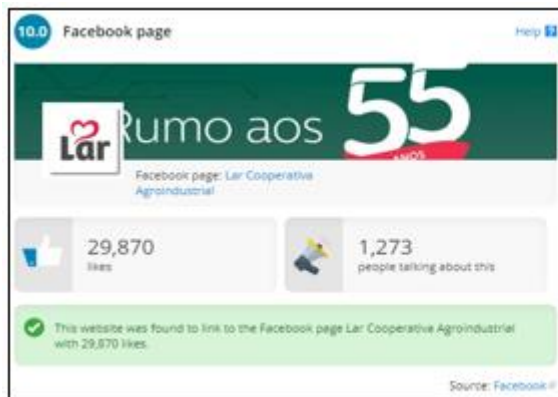 10.0 Facebook page Help ?
Rumo aos 55
ANOS
Lar
Facebook page: Lar Cooperativa
Agroindustrial
29,870
likes
1,273
people talking about this
This website was found to link to the Facebook page Lar Cooperativa Agroindustrial
with 29,870 likes.
Source: Facebook